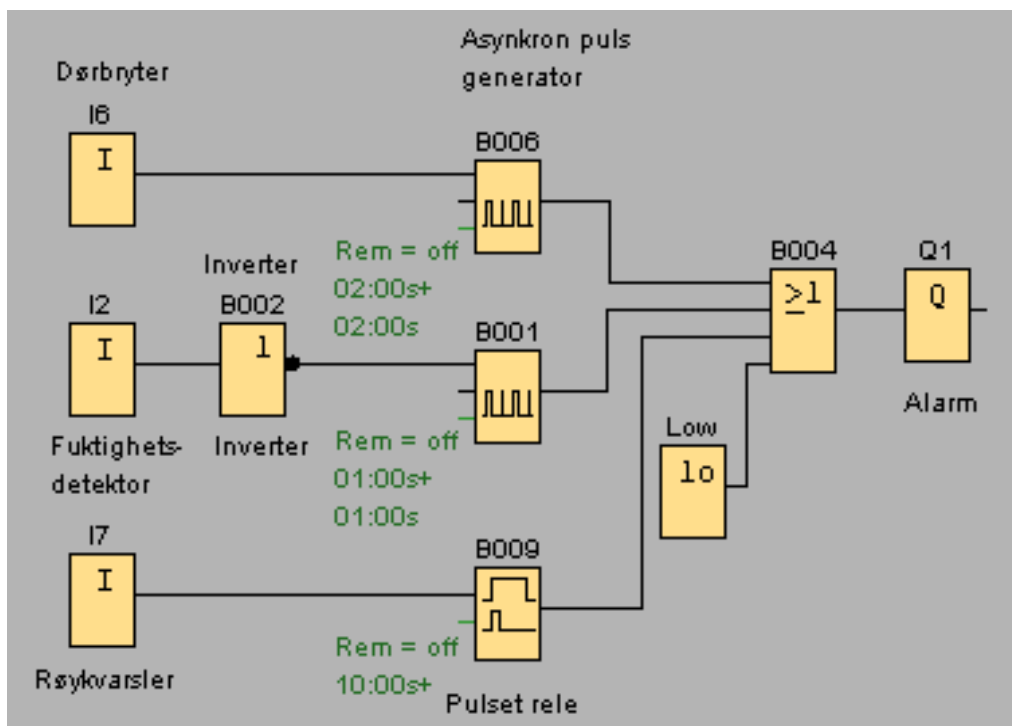 Asynkron puls
generator
Dørbryter
I6
I
B006
Rem = off
02:00s+
02:00s
Inverter
B004
≥1
Q1
Q
I2
I
B002
1
B001
Alarm
Fuktighets-
detektor
Inverter
Rem = off
01:00s+
01:00s
Low
lo
I7
I
B009
Rem = off
10:00s+
Røykvarsler
Pulset rele